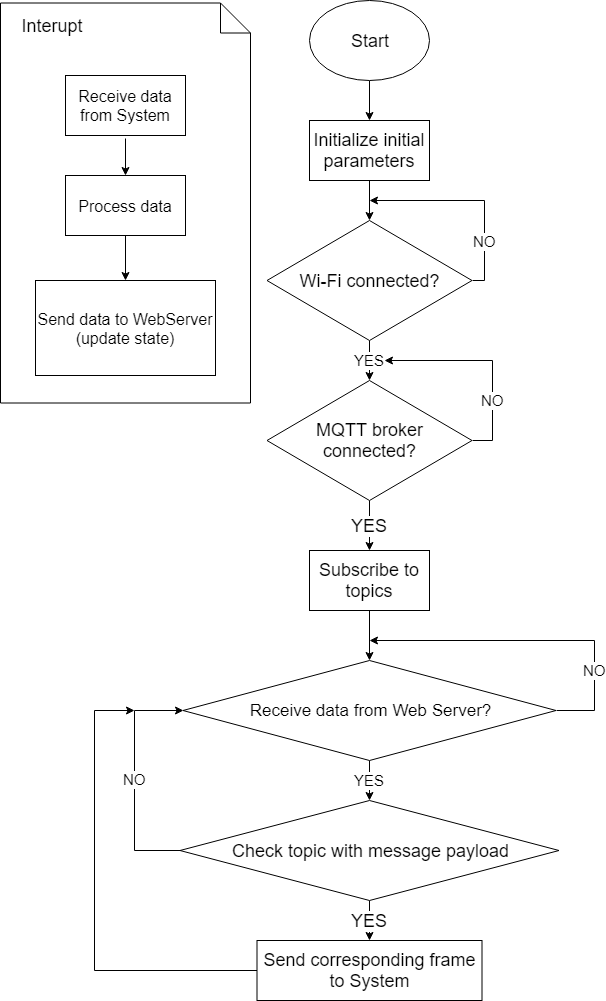 Interupt
Receive data
from System
Process data
Send data to WebServer
(update state)
Start
Initialize initial
parameters
NO
Wi-Fi connected?
YES
NO
MQTT broker
connected?
YES
Subscribe to
topics
NO
Receive data from Web Server?
YES
NO
Check topic with message payload
YES
Send corresponding frame
to System